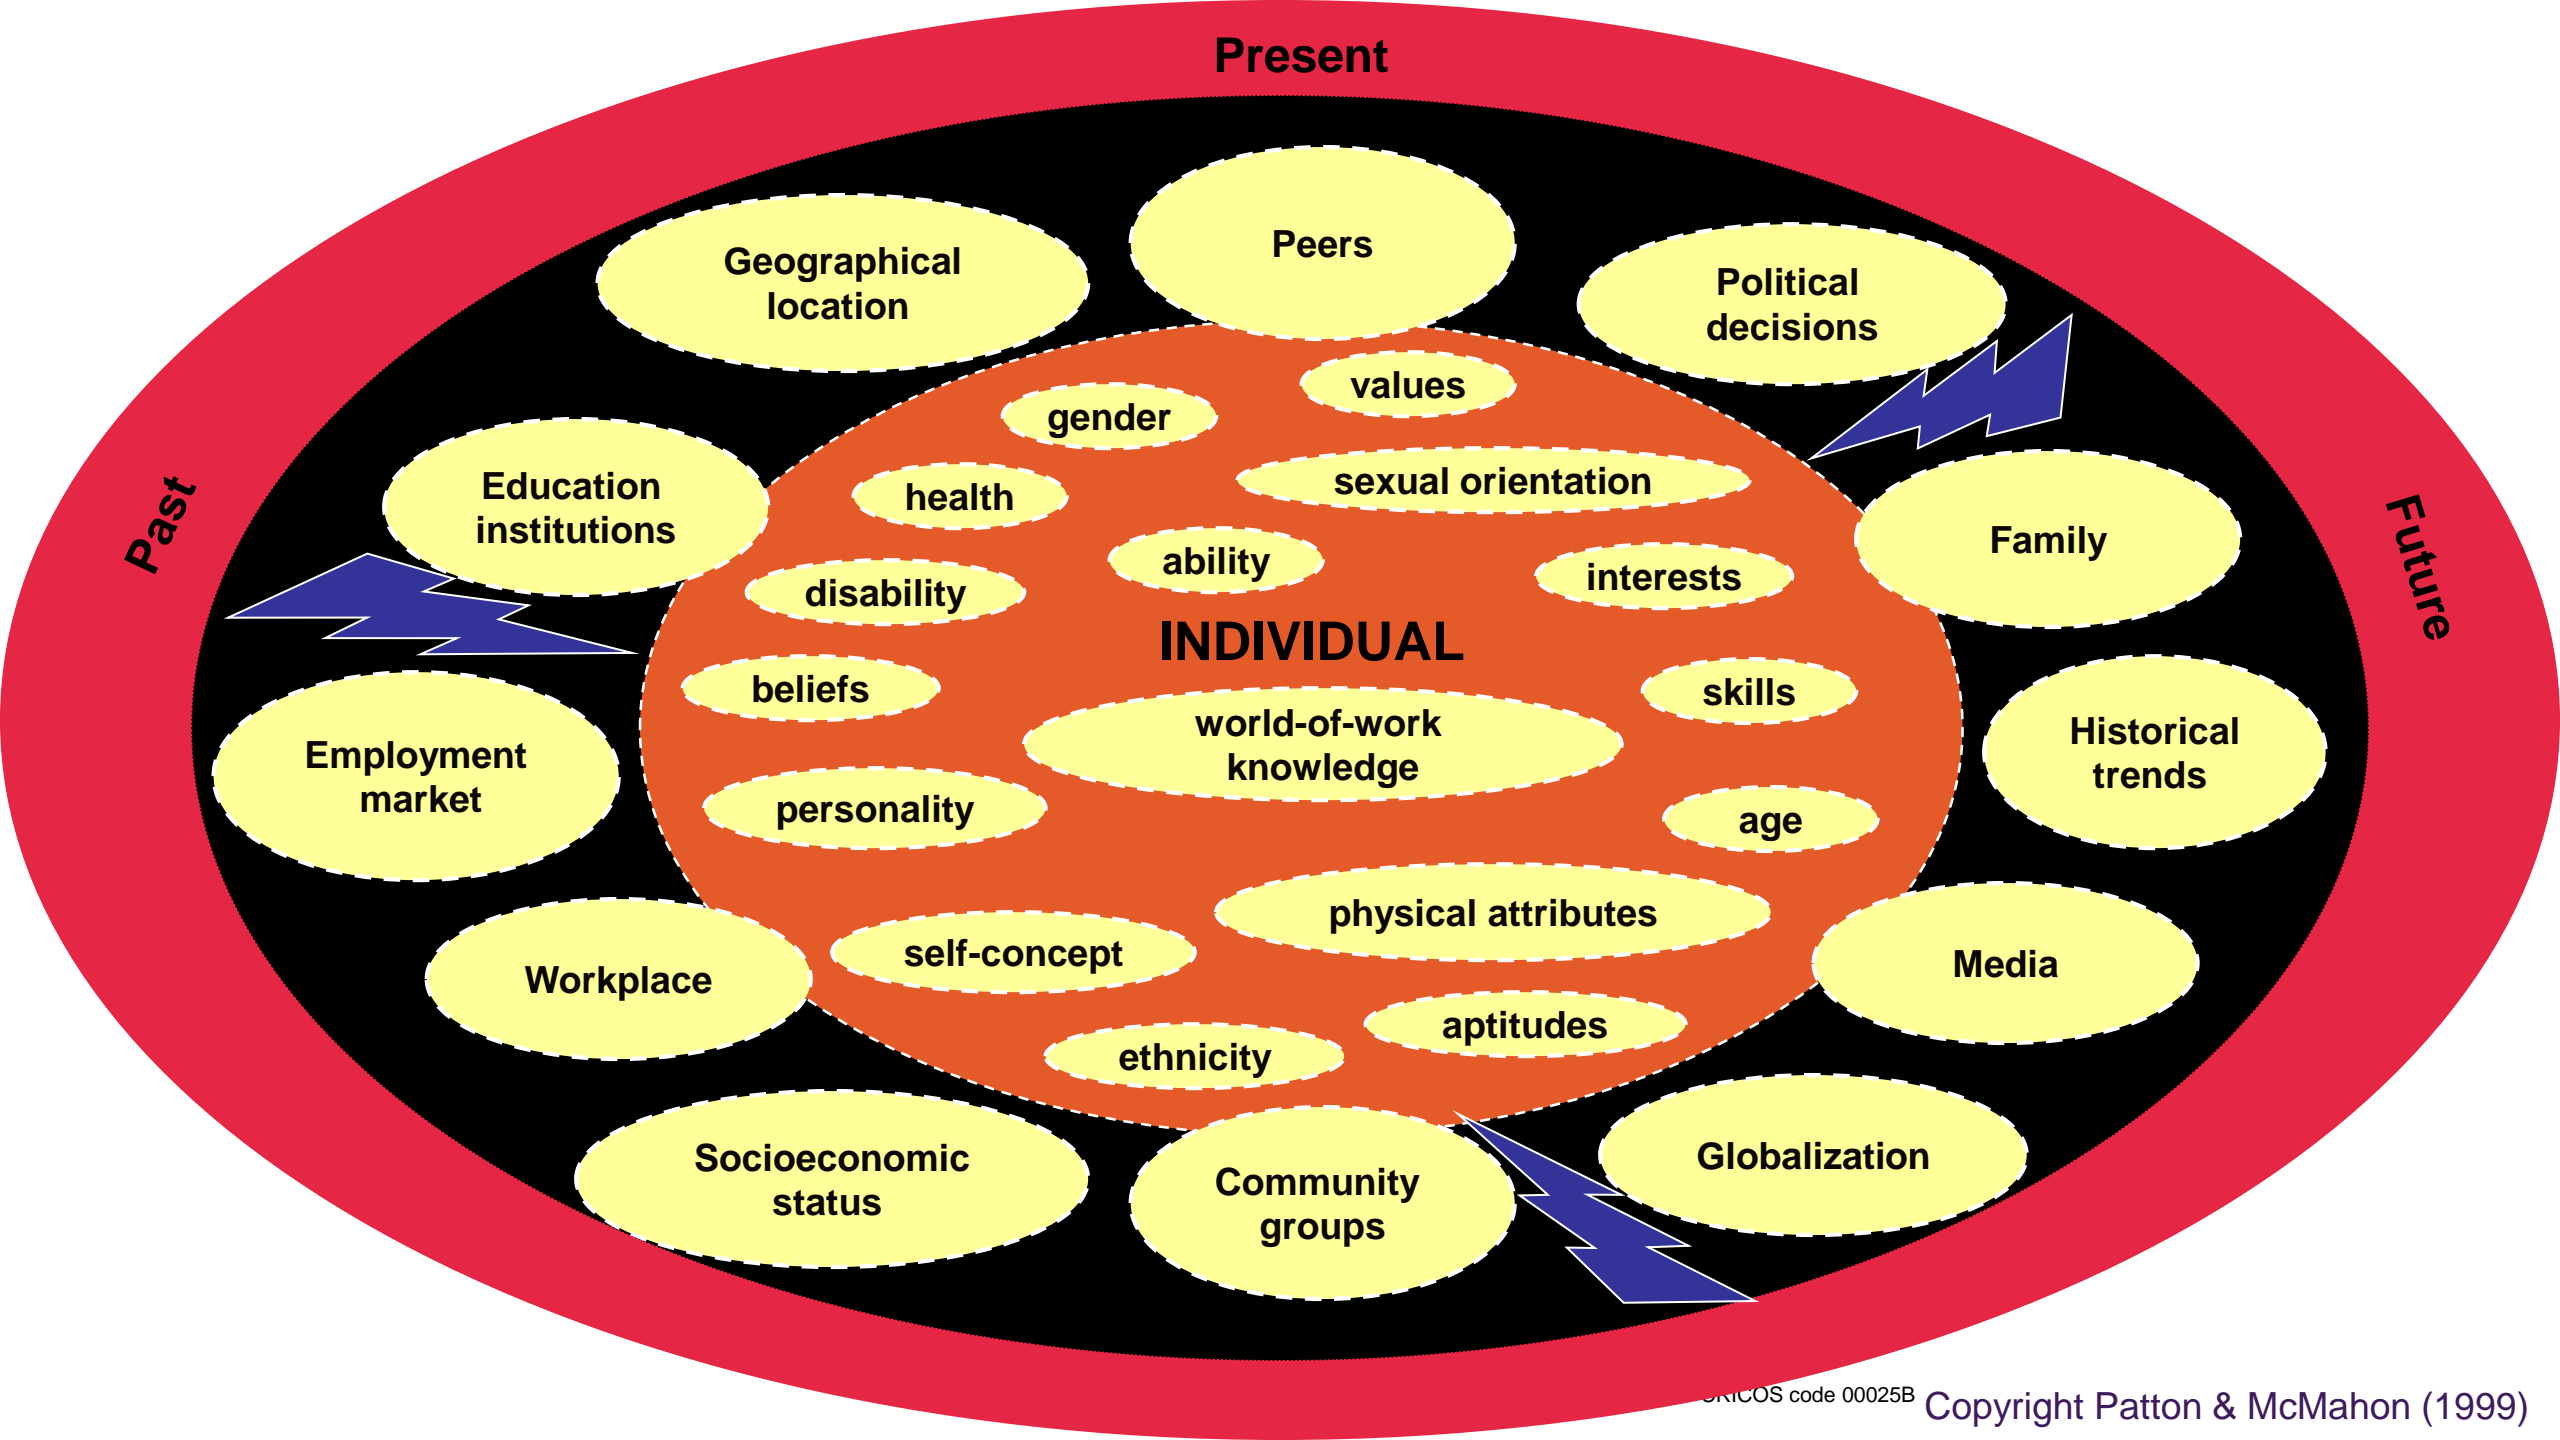 Present
Peers
Geographical
location
Political
decisions
values
gender
sexual orientation
health
Education
institutions
Past
Future
Family
ability
interests
disability
INDIVIDUAL
beliefs
skills
world-of-work
knowledge
Historical
trends
Employment
market
personality
age
physical attributes
self-concept
Media
Workplace
aptitudes
ethnicity
Globalization
Socioeconomic
status
Community
groups
code 00025B
Copyright Patton & McMahon (1999)